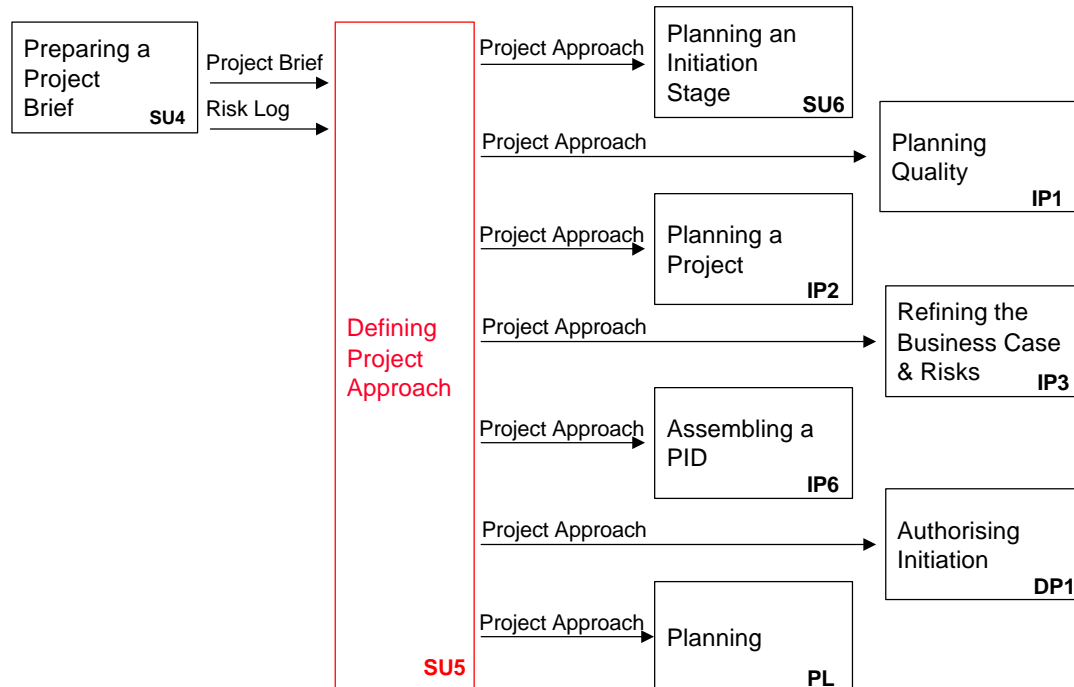 Preparing a
Project
Brief
SU4
Project Brief
Risk Log
Defining
Project
Approach
SU5
Project Approach
Planning an
Initiation
Stage
SU6
Project Approach
Planning
Quality
IP1
Project Approach
Planning a
Project
IP2
Project Approach
Refining the
Business Case
& Risks
IP3
Project Approach
Assembling a
PID
IP6
Project Approach
Authorising
Initiation
DP1
Project Approach
Planning
PL